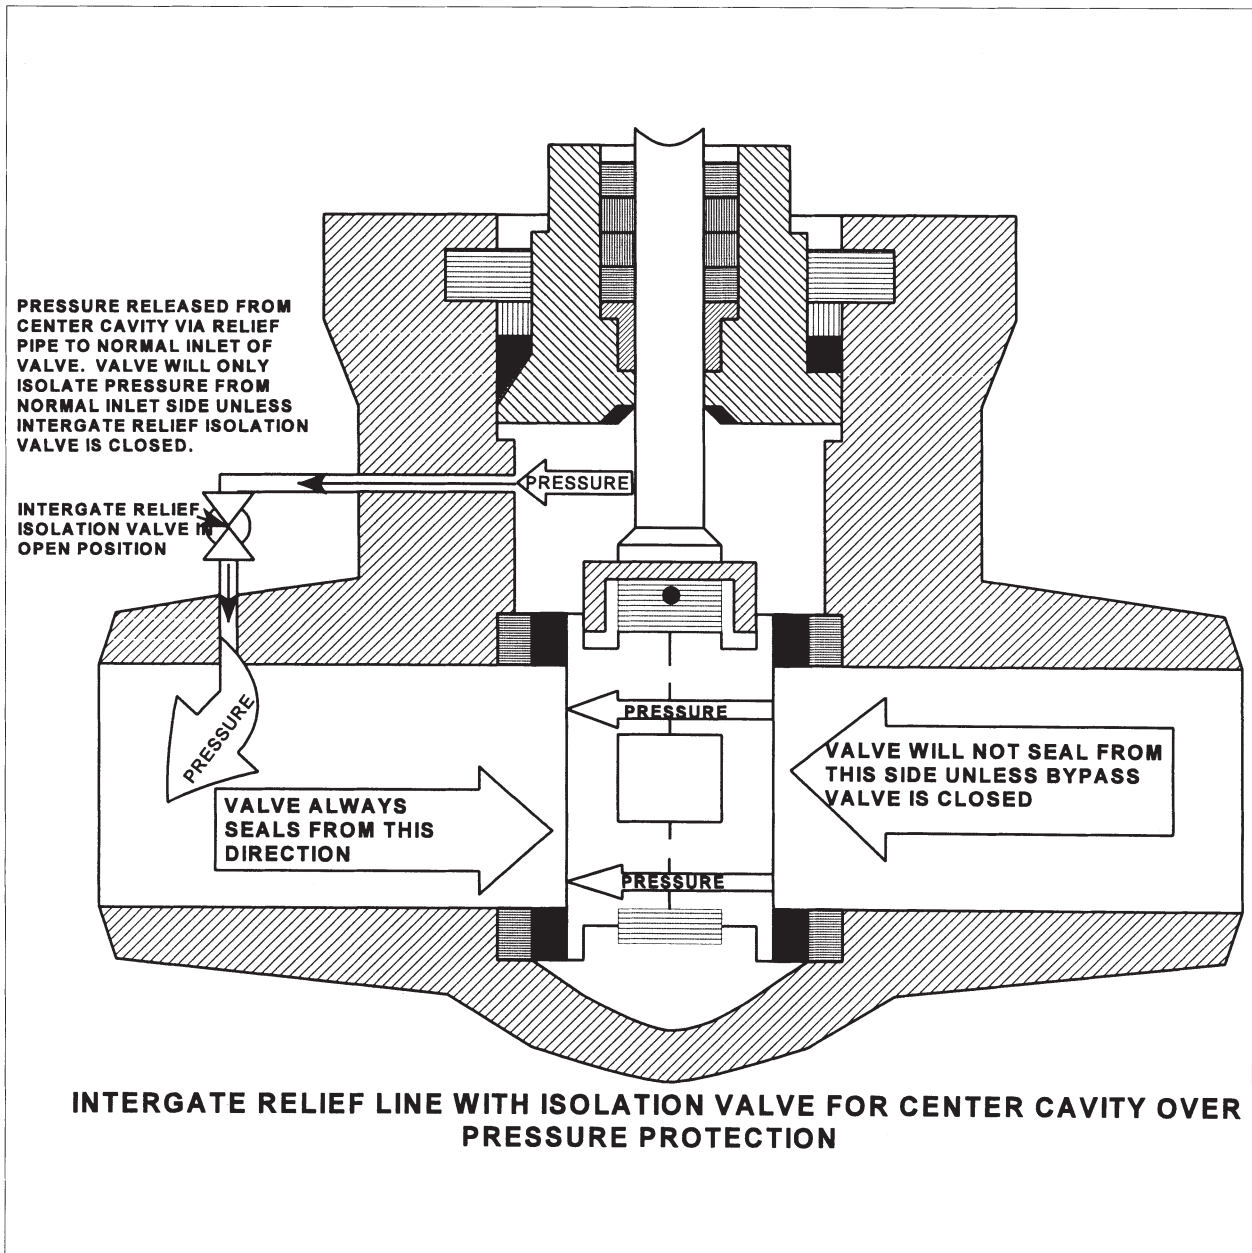 PRESSURE RELEASED FROM
CENTER CAVITY VIA RELIEF
PIPE TO NORMAL INLET OF
VALVE. VALVE WILL ONLY
ISOLATE PRESSURE FROM
NORMAL INLET SIDE UNLESS
INTERGATE RELIEF ISOLATION
VALVE IS CLOSED.
PRESSURE
INTERGATE RELIEF
ISOLATION VALVE IN
OPEN POSITION
PRESSURE
PRESSURE
VALVE WILL NOT SEAL FROM
THIS SIDE UNLESS BYPASS
VALVE IS CLOSED
VALVE ALWAYS
SEALS FROM THIS
DIRECTION
PRESSURE
INTERGATE RELIEF LINE WITH ISOLATION VALVE FOR CENTER CAVITY OVER
PRESSURE PROTECTION